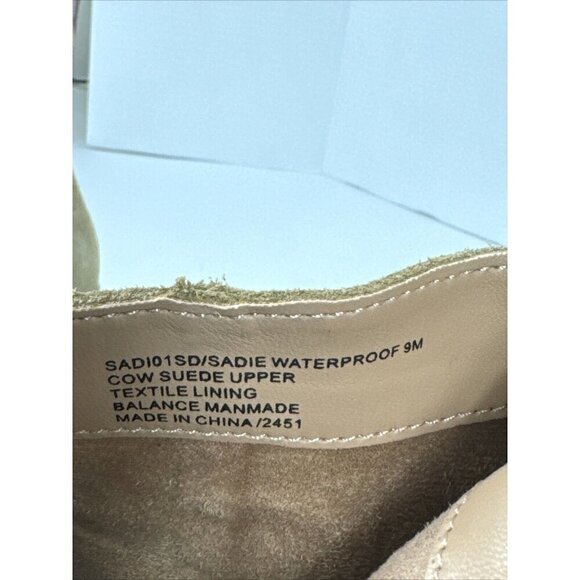 SADI01SD/SADIE WATERPROOF 9M
COW SUEDE UPPER
TEXTILE LINING
BALANCE MANMADE
MADE IN CHINA /2451